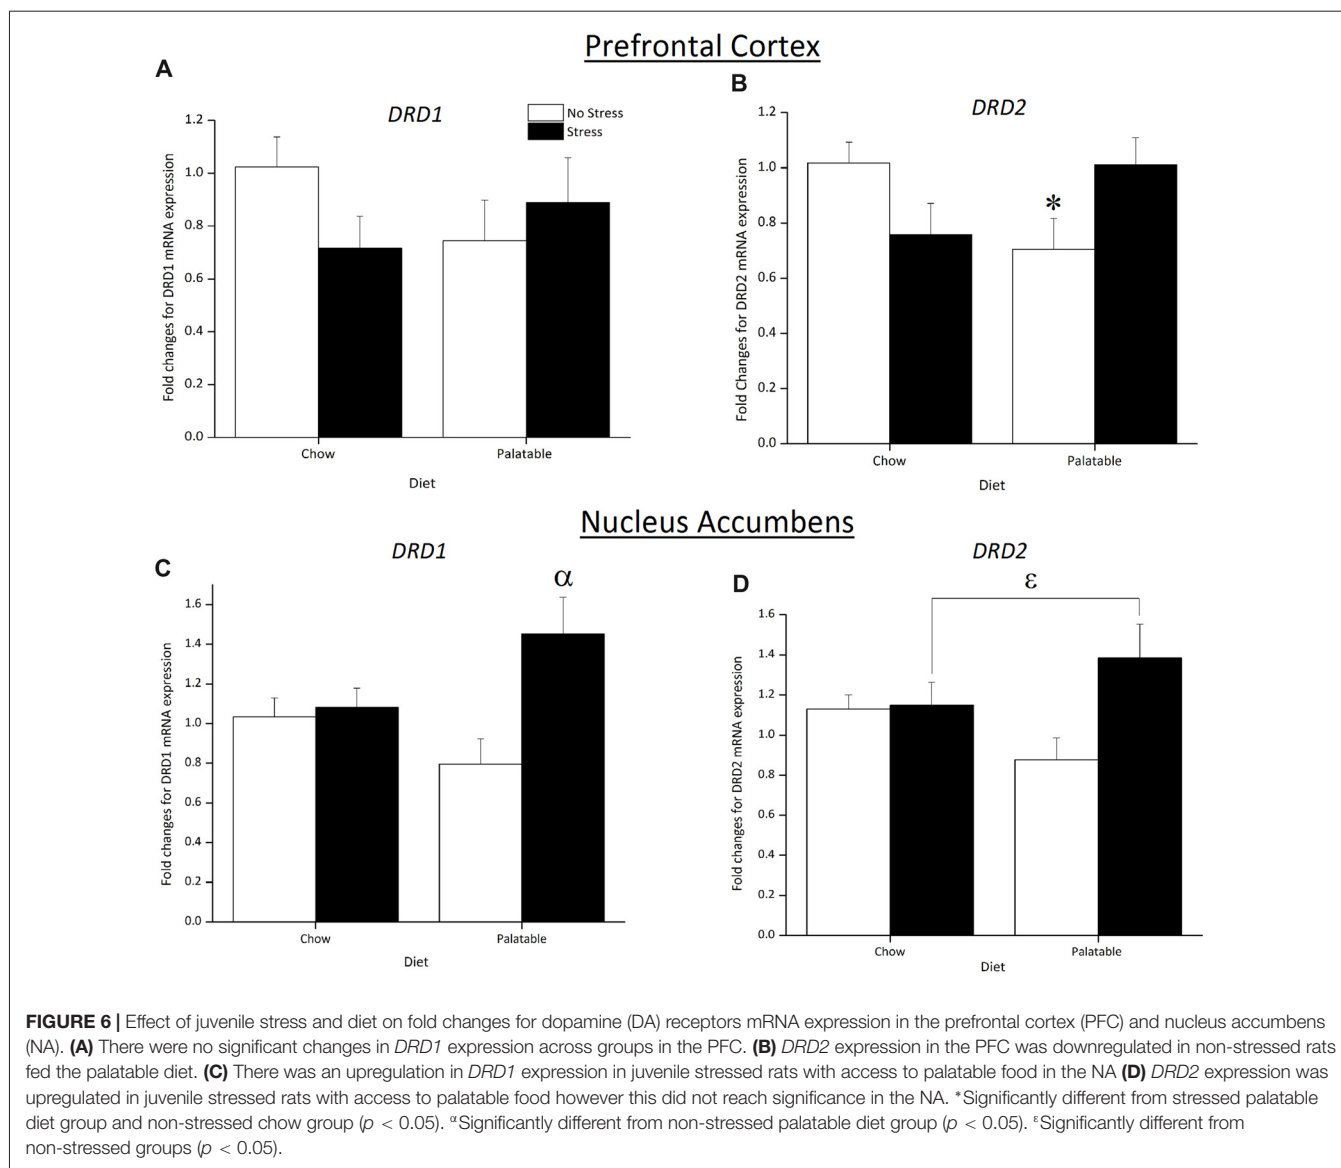 Prefrontal Cortex
A
DRD1
No Stress
Stress
Fold changes for DRD1 mRNA expression
1.2
1.0
0.8
0.6
0.4
0.2
0.0
Chow
Palatable
Diet
B
DRD2
Fold Changes for DRD2 mRNA expression
1.2
1.0
0.8
0.6
0.4
0.2
0.0
*
Chow
Palatable
Diet
Nucleus Accumbens
C
DRD1
Fold changes for DRD1 mRNA expression
1.6
1.4
1.2
1.0
0.8
0.6
0.4
0.2
0.0
α
Chow
Palatable
Diet
D
DRD2
Fold changes for DRD2 mRNA expression
1.6
1.4
1.2
1.0
0.8
0.6
0.4
0.2
0.0
ε
Chow
Palatable
Diet
FIGURE 6 | Effect of juvenile stress and diet on fold changes for dopamine (DA) receptors mRNA expression in the prefrontal cortex (PFC) and nucleus accumbens
(NA). (A) There were no significant changes in DRD1 expression across groups in the PFC. (B) DRD2 expression in the PFC was downregulated in non-stressed rats
fed the palatable diet. (C) There was an upregulation in DRD1 expression in juvenile stressed rats with access to palatable food in the NA (D) DRD2 expression was
upregulated in juvenile stressed rats with access to palatable food however this did not reach significance in the NA. *Significantly different from stressed palatable
diet group and non-stressed chow group (p < 0.05). αSignificantly different from non-stressed palatable diet group (p < 0.05). εSignificantly different from
non-stressed groups (p < 0.05).